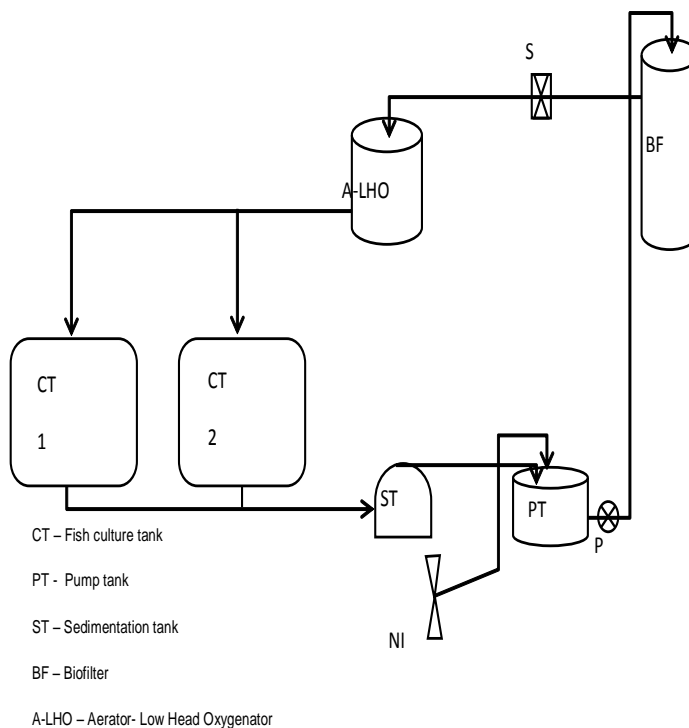 S
BF
A-LHO
CT
1
CT
2
ST
PT
P
NI
CT – Fish culture tank
PT - Pump tank
ST – Sedimentation tank
BF – Biofilter
A-LHO – Aerator- Low Head Oxygenator